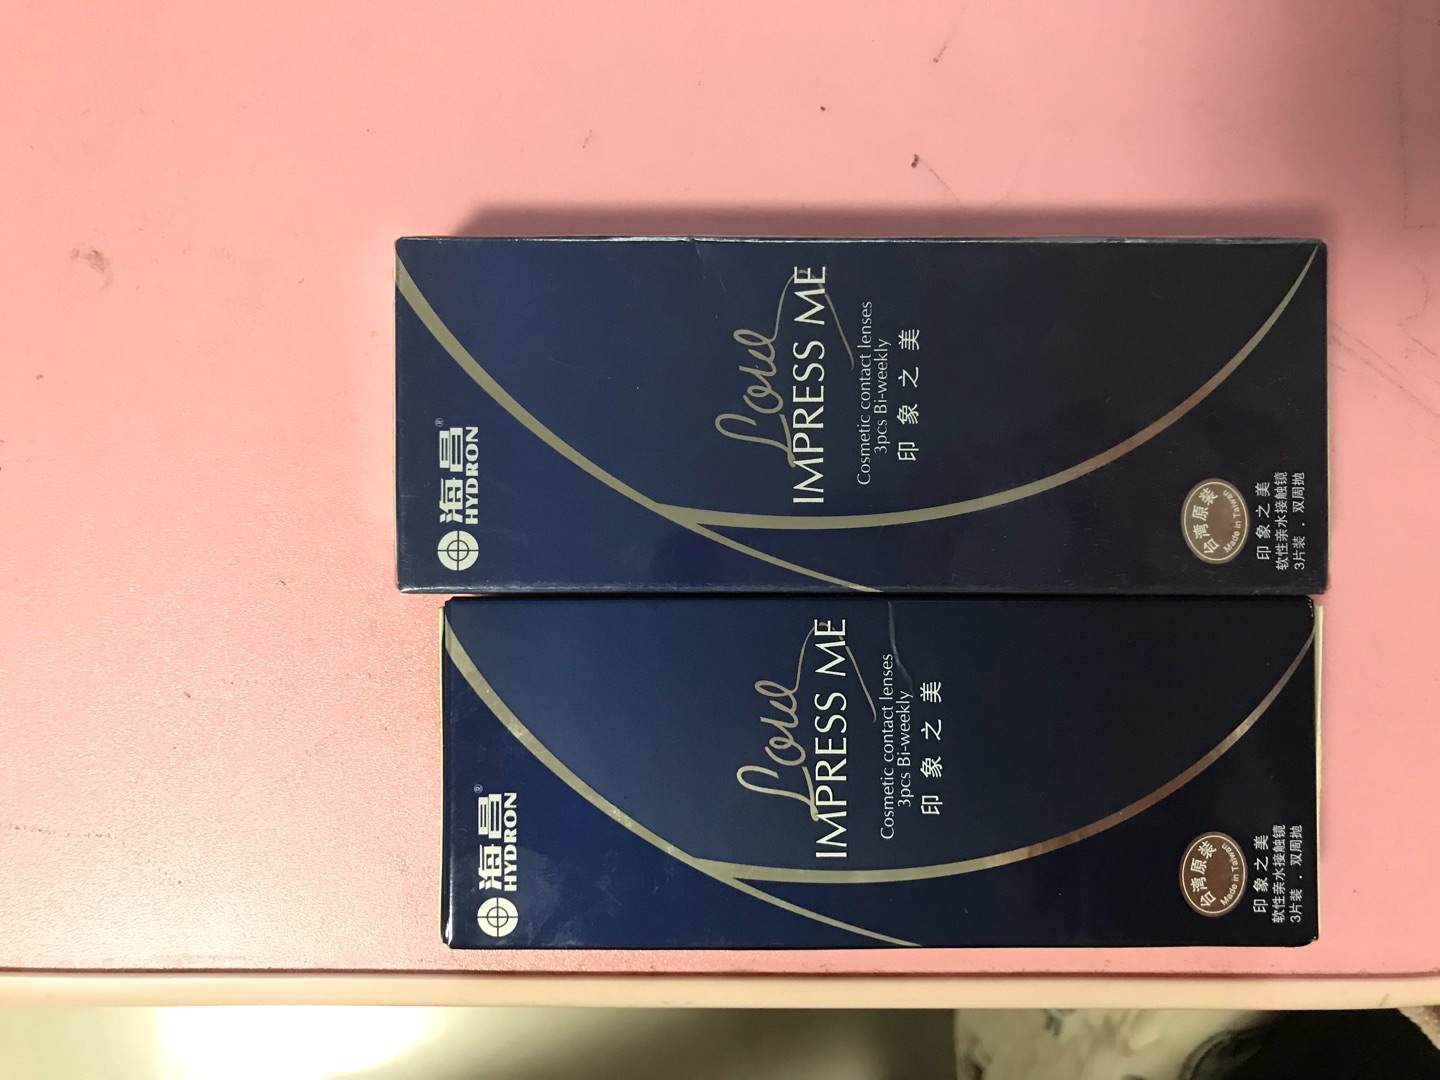 海昌®
HYDRON
Love
IMPRESS ME
Cosmetic contact lenses
3pcs Bi-weekly
印象之美
台湾原装
Made in Taiwan
印象之美
软性亲水接触镜
3片装，双周抛
海昌®
HYDRON
Love
IMPRESS ME
Cosmetic contact lenses
3pcs Bi-weekly
印象之美
台湾原装
Made in Taiwan
印象之美
软性亲水接触镜
3片装，双周抛